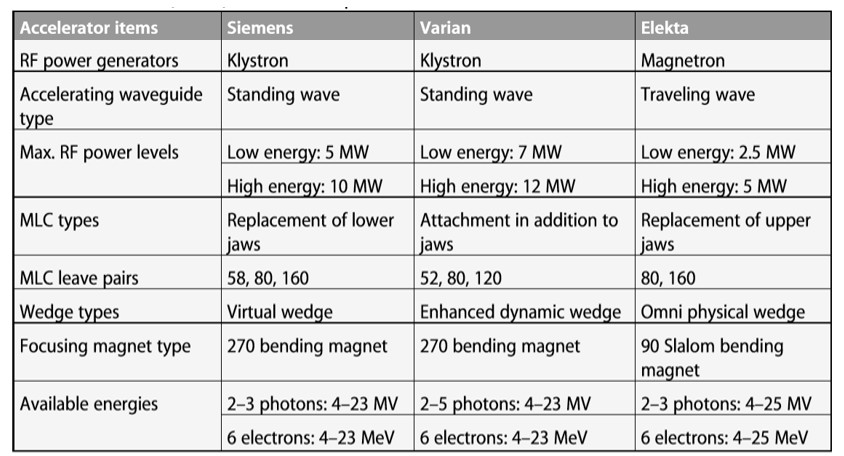 Accelerator items Siemens Varian Elekta
RF power generators Klystron Klystron Magnetron
Accelerating waveguide type Standing wave Standing wave Traveling wave
Max. RF power levels Low energy: 5 MW Low energy: 7 MW Low energy: 2.5 MW
High energy: 10 MW High energy: 12 MW High energy: 5 MW
MLC types Replacement of lower jaws Attachment in addition to jaws Replacement of upper jaws
MLC leave pairs 58, 80, 160 52, 80, 120 80, 160
Wedge types Virtual wedge Enhanced dynamic wedge Omni physical wedge
Focusing magnet type 270 bending magnet 270 bending magnet 90 Slalom bending magnet
Available energies 2–3 photons: 4–23 MV 2–5 photons: 4–23 MV 2–3 photons: 4–25 MV
6 electrons: 4–23 MeV 6 electrons: 4–23 MeV 6 electrons: 4–25 MeV